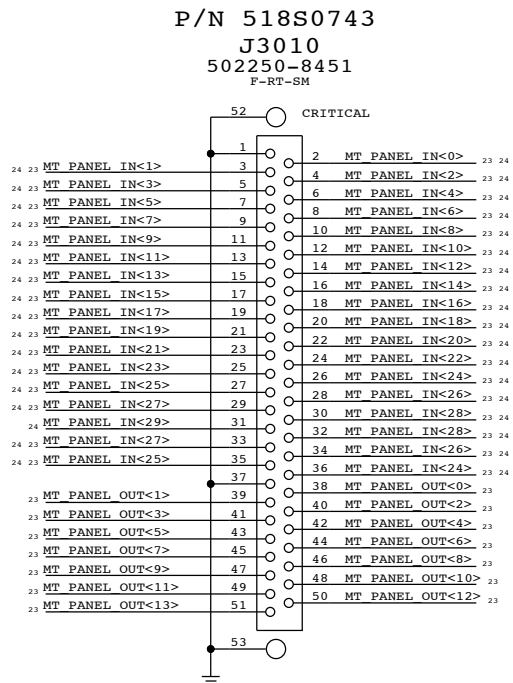 P/N 518S0743
J3010
502250-8451
F-RT-SM
52 CRITICAL
1
2 MT_PANEL_IN<0> 23 24
24 23 MT_PANEL_IN<1> 3
4 MT_PANEL_IN<2> 23 24
24 23 MT_PANEL_IN<3> 5
6 MT_PANEL_IN<4> 23 24
24 23 MT_PANEL_IN<5> 7
8 MT_PANEL_IN<6> 23 24
24 23 MT_PANEL_IN<7> 9
10 MT_PANEL_IN<8> 23 24
24 23 MT_PANEL_IN<9> 11
12 MT_PANEL_IN<10> 23 24
24 23 MT_PANEL_IN<11> 13
14 MT_PANEL_IN<12> 23 24
24 23 MT_PANEL_IN<13> 15
16 MT_PANEL_IN<14> 23 24
24 23 MT_PANEL_IN<15> 17
18 MT_PANEL_IN<16> 23 24
24 23 MT_PANEL_IN<17> 19
20 MT_PANEL_IN<18> 23 24
24 23 MT_PANEL_IN<19> 21
22 MT_PANEL_IN<20> 23 24
24 23 MT_PANEL_IN<21> 23
24 MT_PANEL_IN<22> 23 24
24 23 MT_PANEL_IN<23> 25
26 MT_PANEL_IN<24> 23 24
24 23 MT_PANEL_IN<25> 27
28 MT_PANEL_IN<26> 23 24
24 23 MT_PANEL_IN<27> 29
30 MT_PANEL_IN<28> 23 24
24 MT_PANEL_IN<29> 31
32 MT_PANEL_IN<28> 23 24
24 23 MT_PANEL_IN<27> 33
34 MT_PANEL_IN<26> 23 24
24 23 MT_PANEL_IN<25> 35
36 MT_PANEL_IN<24> 23 24
37
38 MT_PANEL_OUT<0> 23
23 MT_PANEL_OUT<1> 39
40 MT_PANEL_OUT<2> 23
23 MT_PANEL_OUT<3> 41
42 MT_PANEL_OUT<4> 23
23 MT_PANEL_OUT<5> 43
44 MT_PANEL_OUT<6> 23
23 MT_PANEL_OUT<7> 45
46 MT_PANEL_OUT<8> 23
23 MT_PANEL_OUT<9> 47
48 MT_PANEL_OUT<10> 23
23 MT_PANEL_OUT<11> 49
50 MT_PANEL_OUT<12> 23
23 MT_PANEL_OUT<13> 51
53